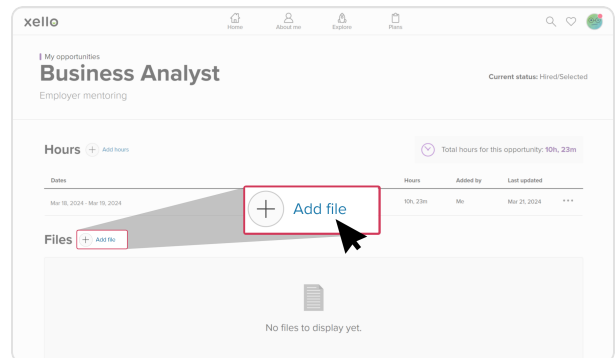 xello
Home About me Explore Plans
My opportunities
Business Analyst
Current status: Hired/Selected
Employer mentoring
Hours Add hours
Total hours for this opportunity: 10h, 23m
Dates Hours Added by Last updated
Mar 18, 2024 - Mar 19, 2024 10h, 23m Me Mar 21, 2024
Add file
Files Add file
No files to display yet.